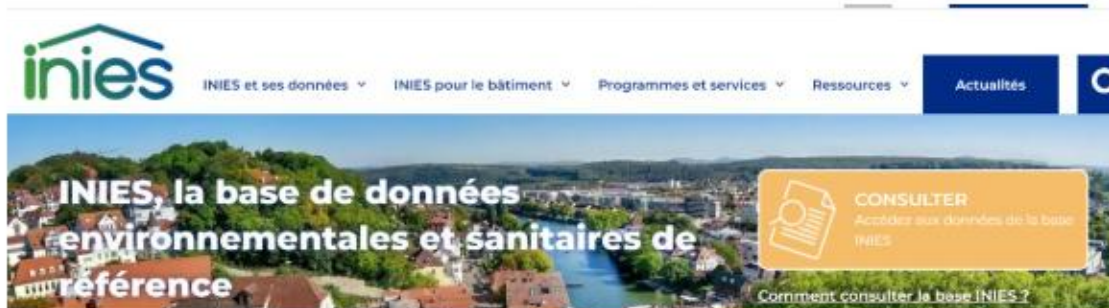 inies
INIES et ses données INIES pour le bâtiment Programmes et services Ressources Actualités
INIES, la base de données
environnementales et sanitaires de
référence
CONSULTER
Accédez aux données de la base
INIES
Comment consulter la base INIES ?